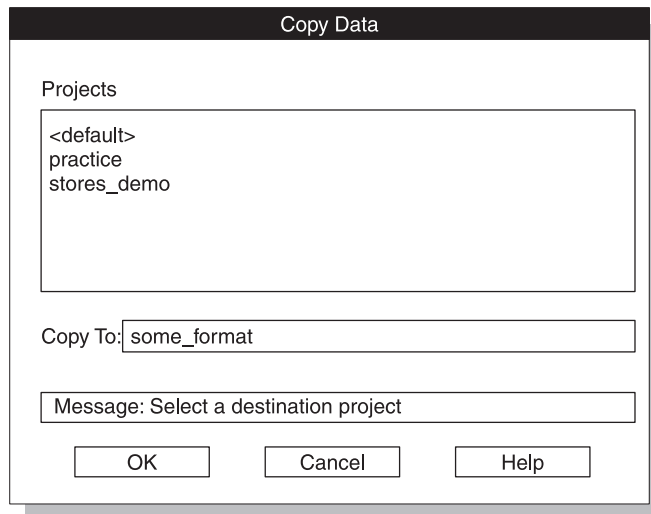 Copy Data
Projects
<default>
practice
stores_demo
Copy To: some_format
Message: Select a destination project
OK Cancel Help